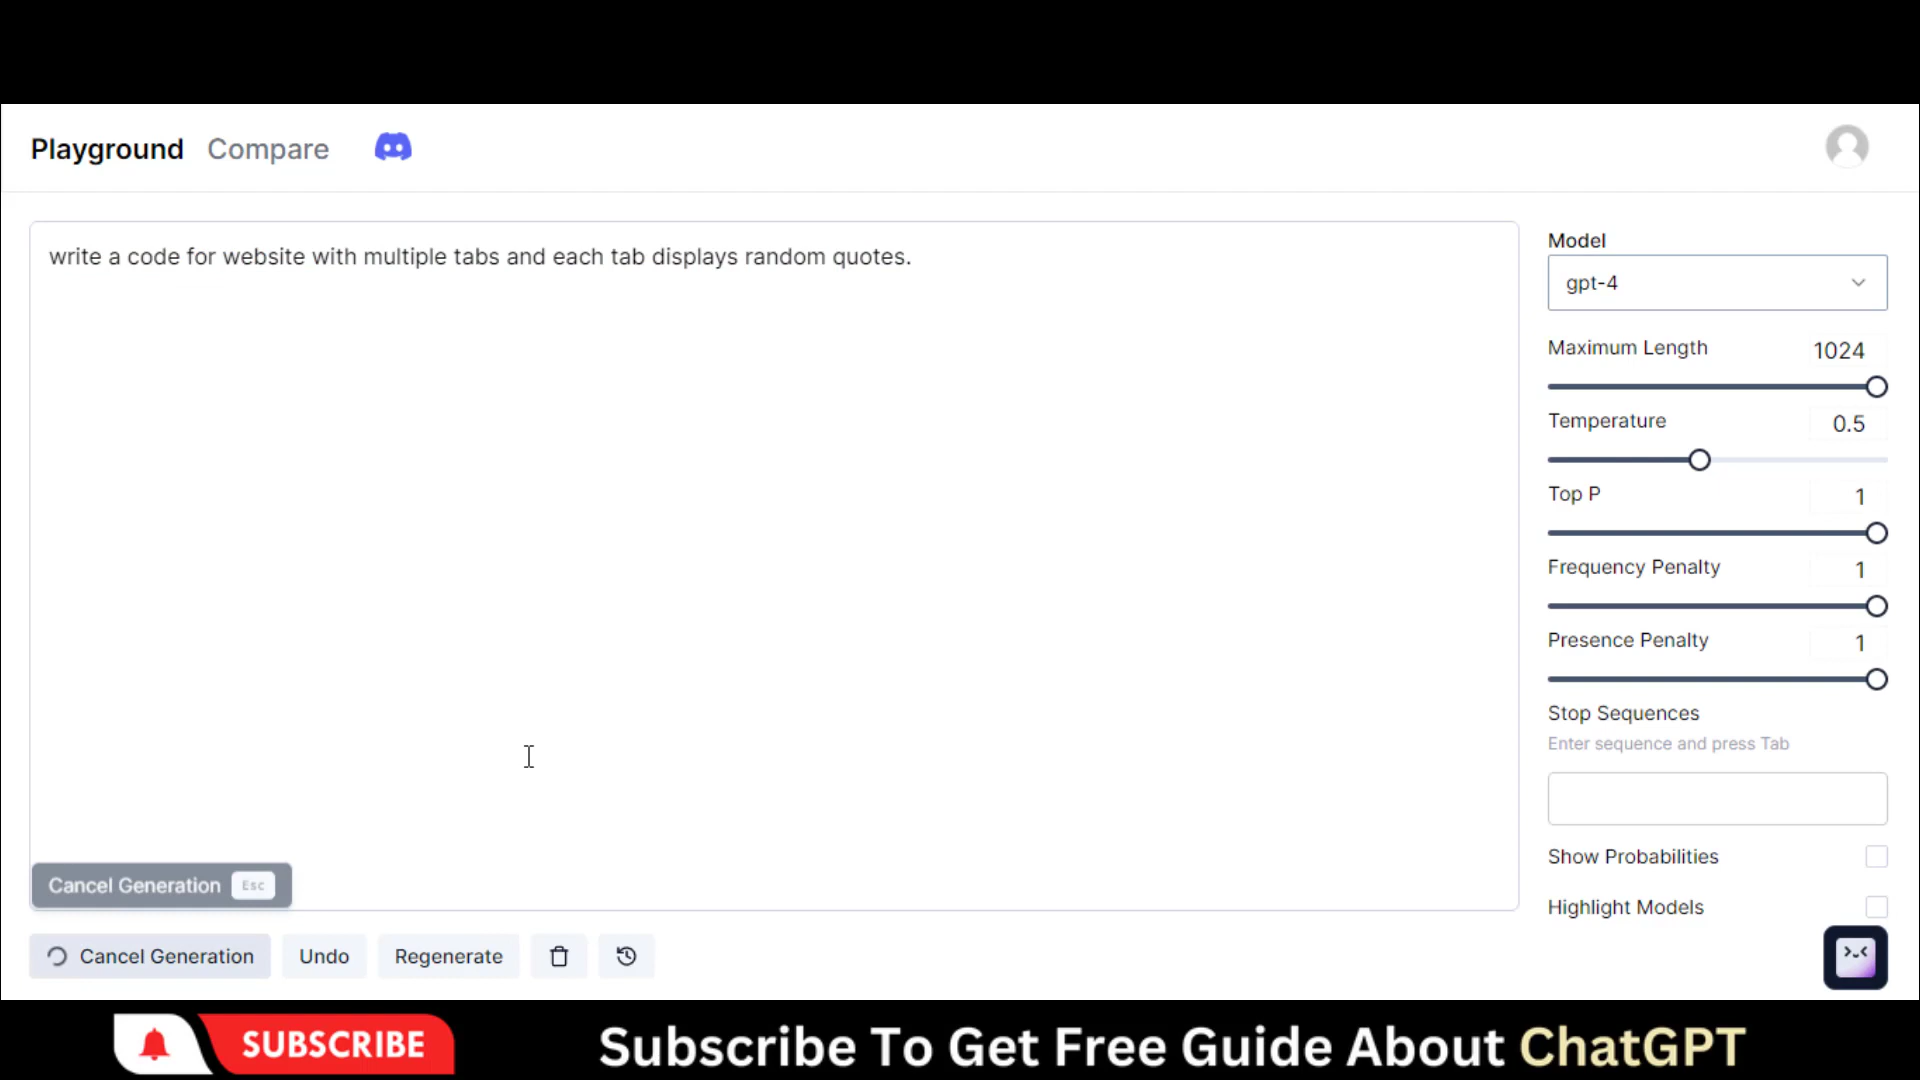 Playground Compare
write a code for website with multiple tabs and each tab displays random quotes.
Model
gpt-4
Maximum Length 1024
Temperature 0.5
Top P 1
Frequency Penalty 1
Presence Penalty 1
Stop Sequences
Enter sequence and press Tab
Show Probabilities
Highlight Models
Cancel Generation Esc
Cancel Generation Undo Regenerate
SUBSCRIBE Subscribe To Get Free Guide About ChatGPT